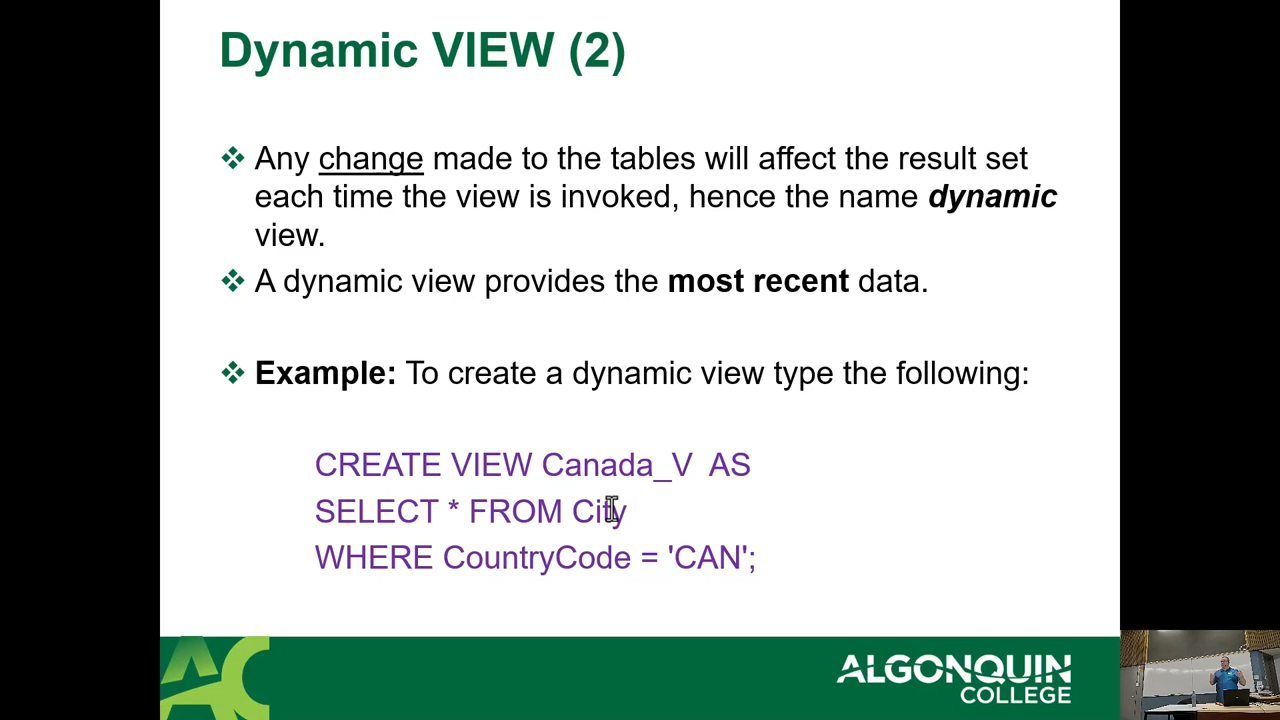 Dynamic VIEW (2)
Any change made to the tables will affect the result set
each time the view is invoked, hence the name dynamic
view.
A dynamic view provides the most recent data.
Example: To create a dynamic view type the following:
CREATE VIEW Canada_V AS
SELECT * FROM City
WHERE CountryCode = 'CAN';
AC
ALGONQUIN
COLLEGE